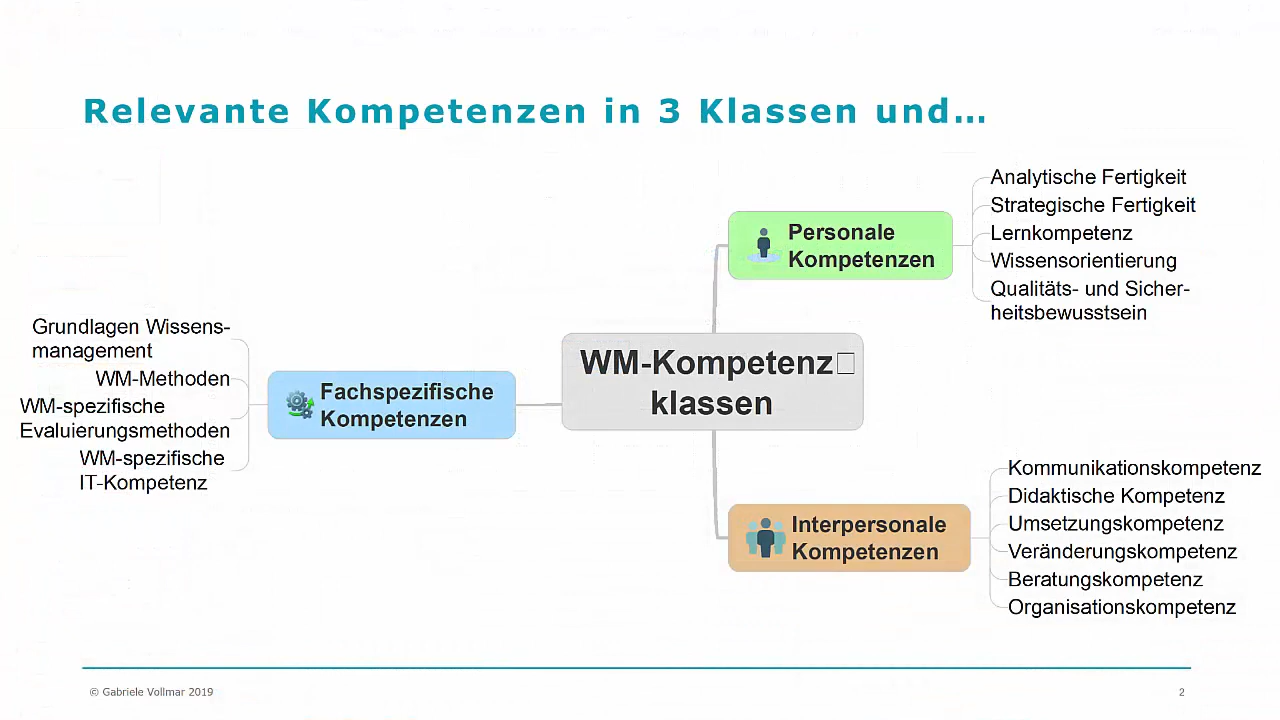 Relevante Kompetenzen in 3 Klassen und…
Analytische Fertigkeit
Strategische Fertigkeit
Lernkompetenz
Wissensorientierung
Qualitäts- und Sicher-
heitsbewusstsein
Personale
Kompetenzen
Grundlagen Wissens-
management
WM-Methoden
WM-spezifische
Evaluierungsmethoden
WM-spezifische
IT-Kompetenz
Fachspezifische
Kompetenzen
WM-Kompetenz□
klassen
Interpersonale
Kompetenzen
Kommunikationskompetenz
Didaktische Kompetenz
Umsetzungskompetenz
Veränderungskompetenz
Beratungskompetenz
Organisationskompetenz
© Gabriele Vollmar 2019
2